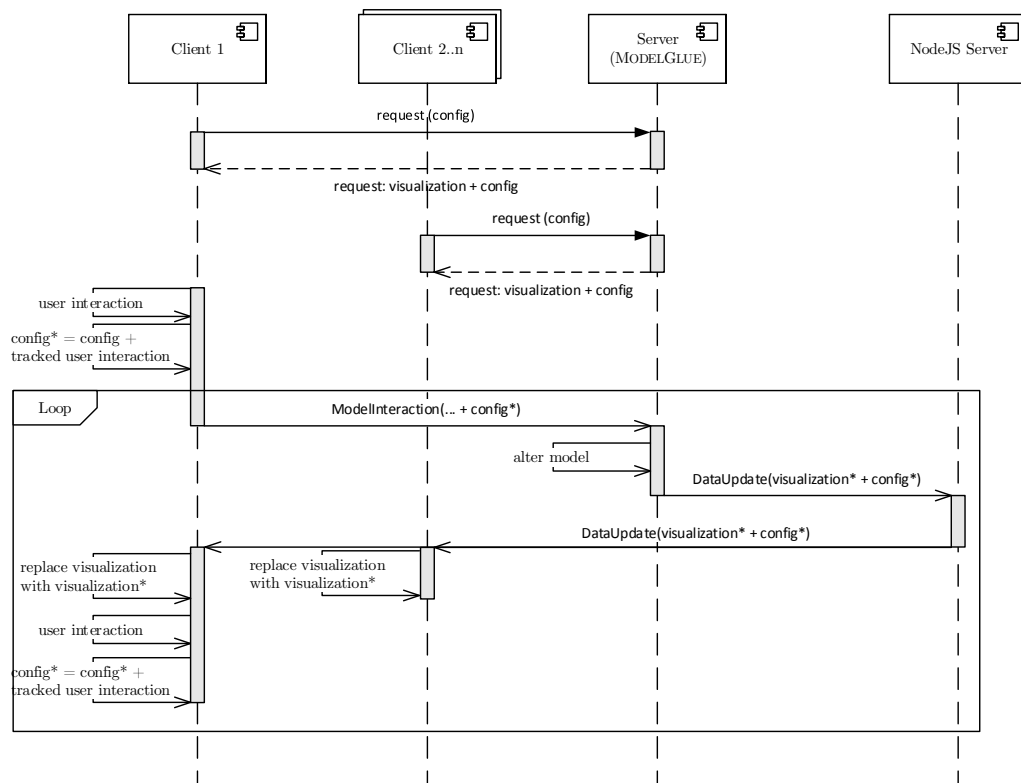 Client 1
Client 2..n
Server
(MODELGLUE)
NodeJS Server
request (config)
request: visualization + config
request (config)
request: visualization + config
user interaction
config* = config +
tracked user interaction
Loop
ModelInteraction(... + config*)
alter model
DataUpdate(visualization* + config*)
DataUpdate(visualization* + config*)
replace visualization
with visualization*
replace visualization
with visualization*
user interaction
config* = config* +
tracked user interaction